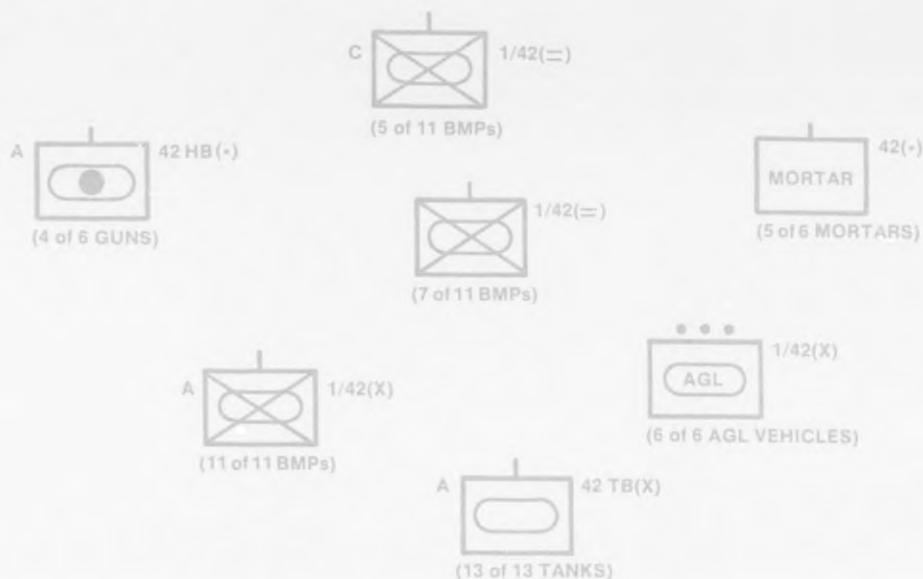 C 1/42(=)
(5 of 11 BMPs)
A 42 HB(•)
(4 of 6 GUNS)
42(•)
MORTAR
(5 of 6 MORTARS)
1/42(=)
(7 of 11 BMPs)
1/42(X)
AGL
(6 of 6 AGL VEHICLES)
A 1/42(X)
(11 of 11 BMPs)
A 42 TB(X)
(13 of 13 TANKS)